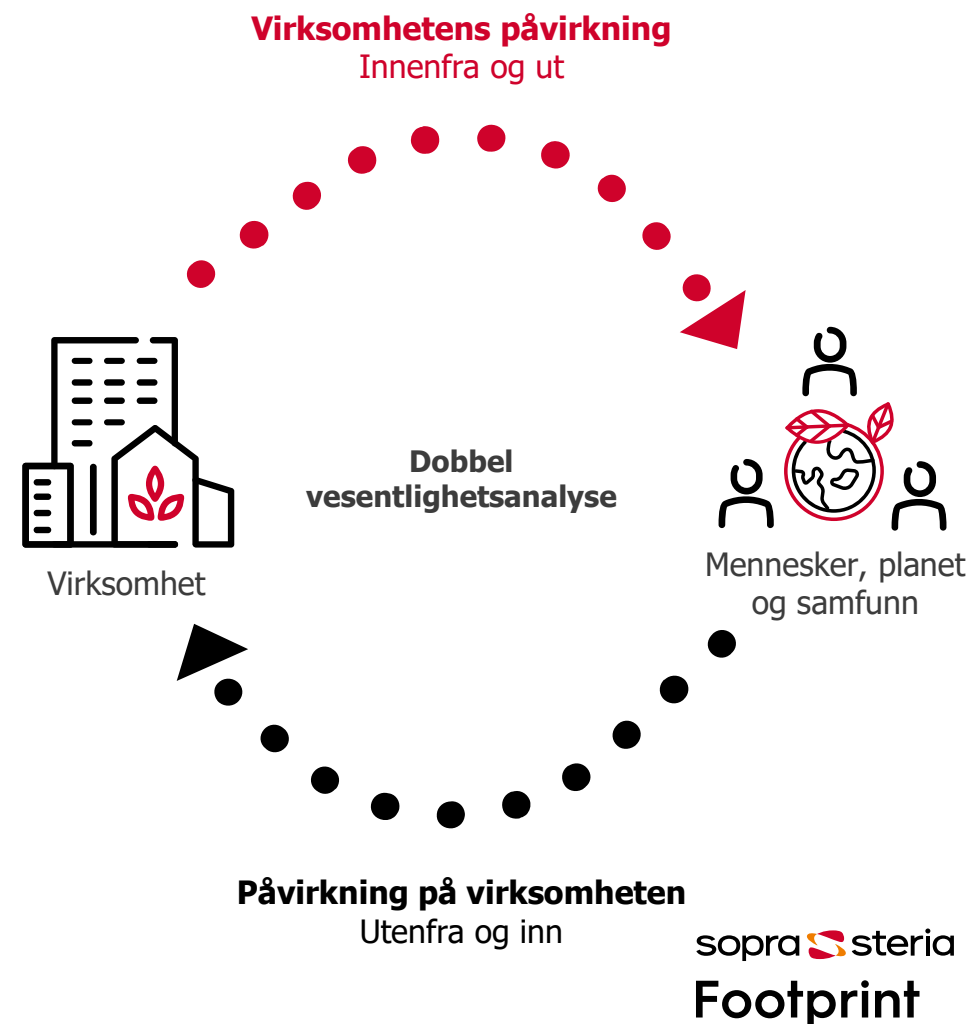 Virksomhetens påvirkning
Innenfra og ut
Dobbel
vesentlighetsanalyse
Virksomhet
Mennesker, planet
og samfunn
Påvirkning på virksomheten
Utenfra og inn
sopra steria
Footprint